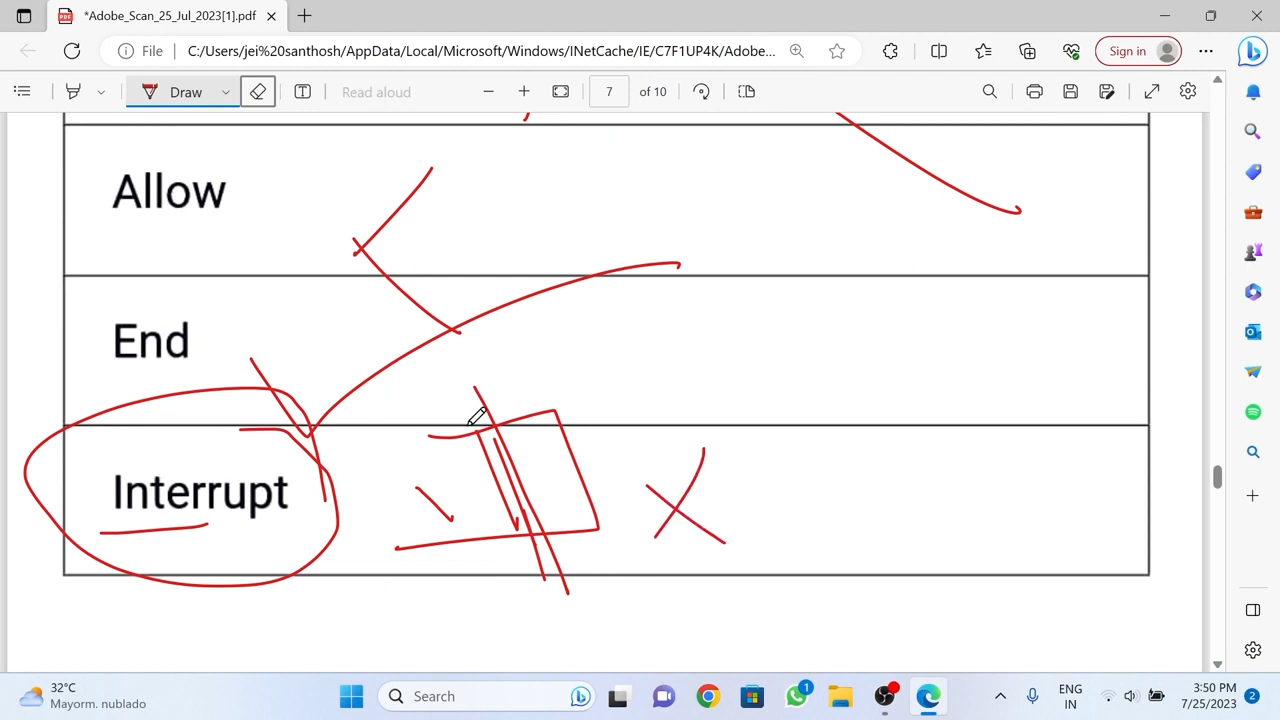 *Adobe_Scan_25_Jul_2023[1].pdf
File
C:/Users/jei%20santhosh/AppData/Local/Microsoft/Windows/INetCache/IE/C7F1UP4K/Adobe...
Sign in
Draw
Read aloud
7
of 10
Allow
End
Interrupt
32°C
Mayorm. nublado
Search
1
ENG
IN
3:50 PM
7/25/2023
2